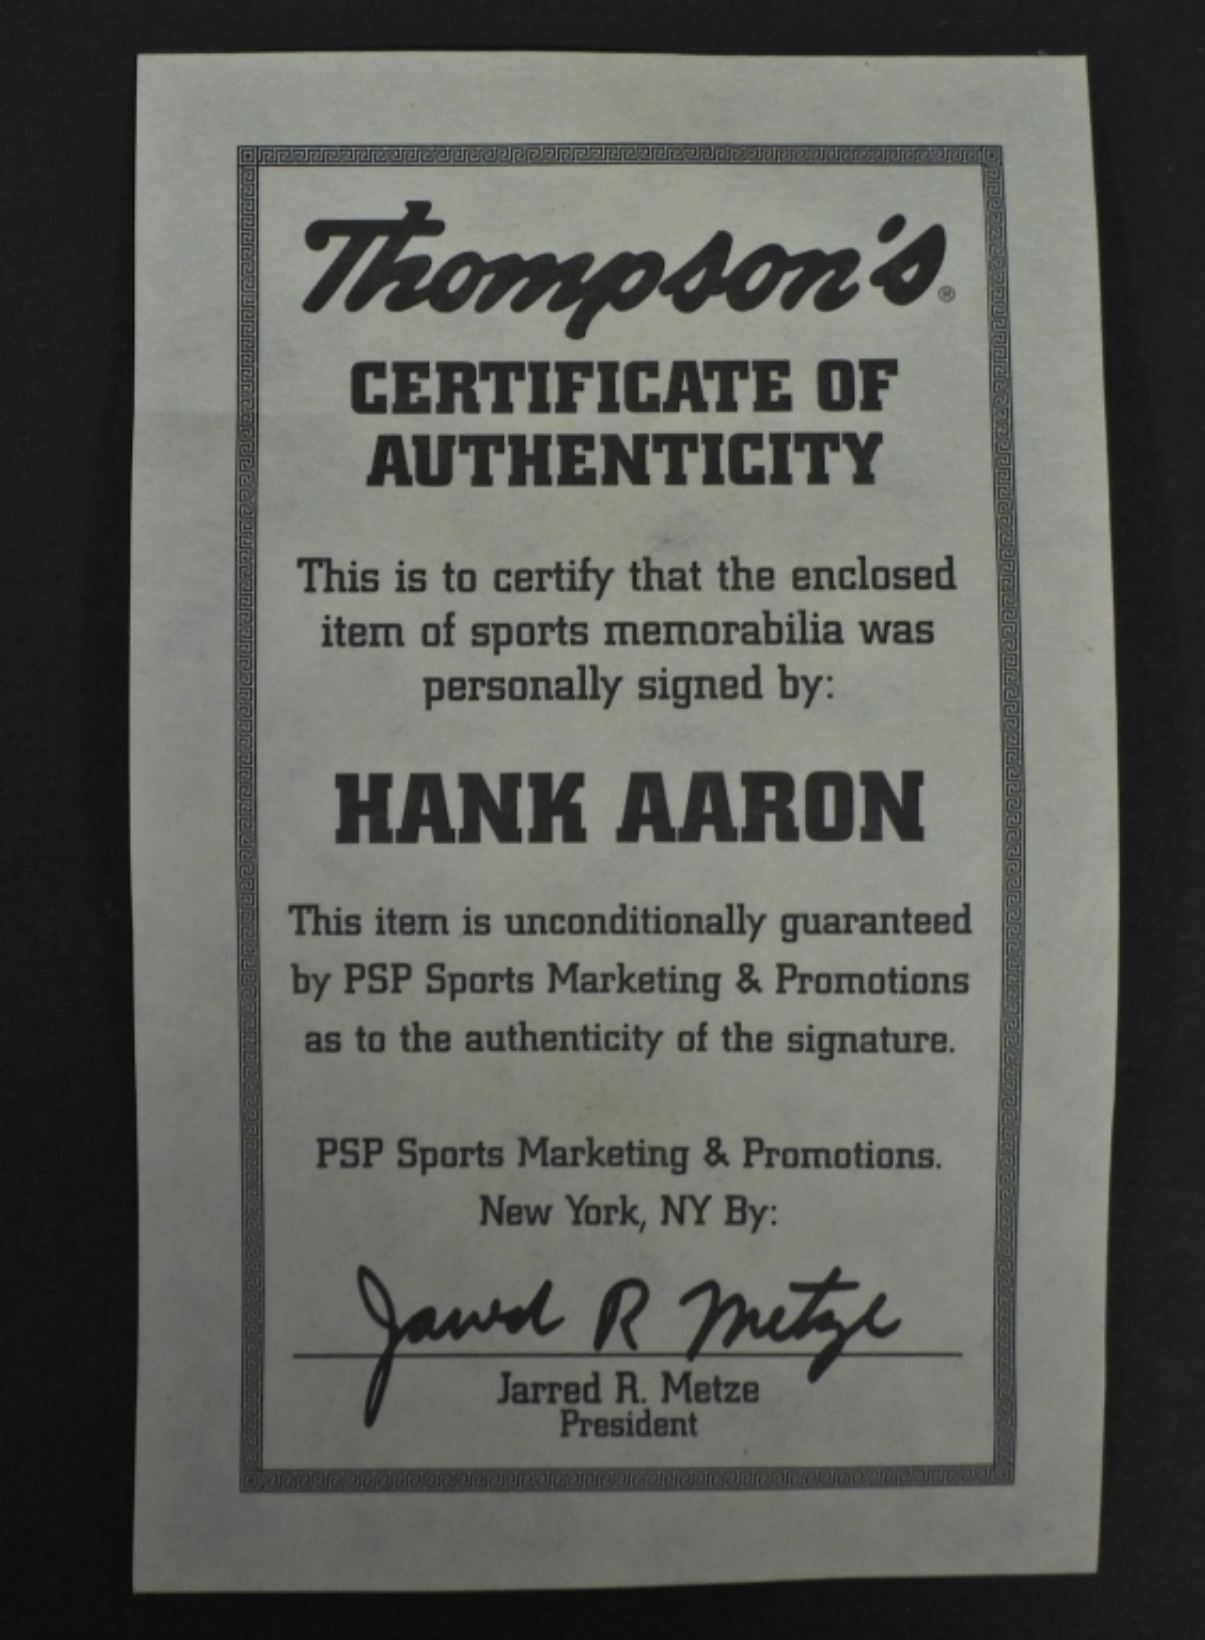 Thompson's®
CERTIFICATE OF
AUTHENTICITY
This is to certify that the enclosed
item of sports memorabilia was
personally signed by:
HANK AARON
This item is unconditionally guaranteed
by PSP Sports Marketing & Promotions
as to the authenticity of the signature.
PSP Sports Marketing & Promotions.
New York, NY By:
Jarred R Metze
Jarred R. Metze
President